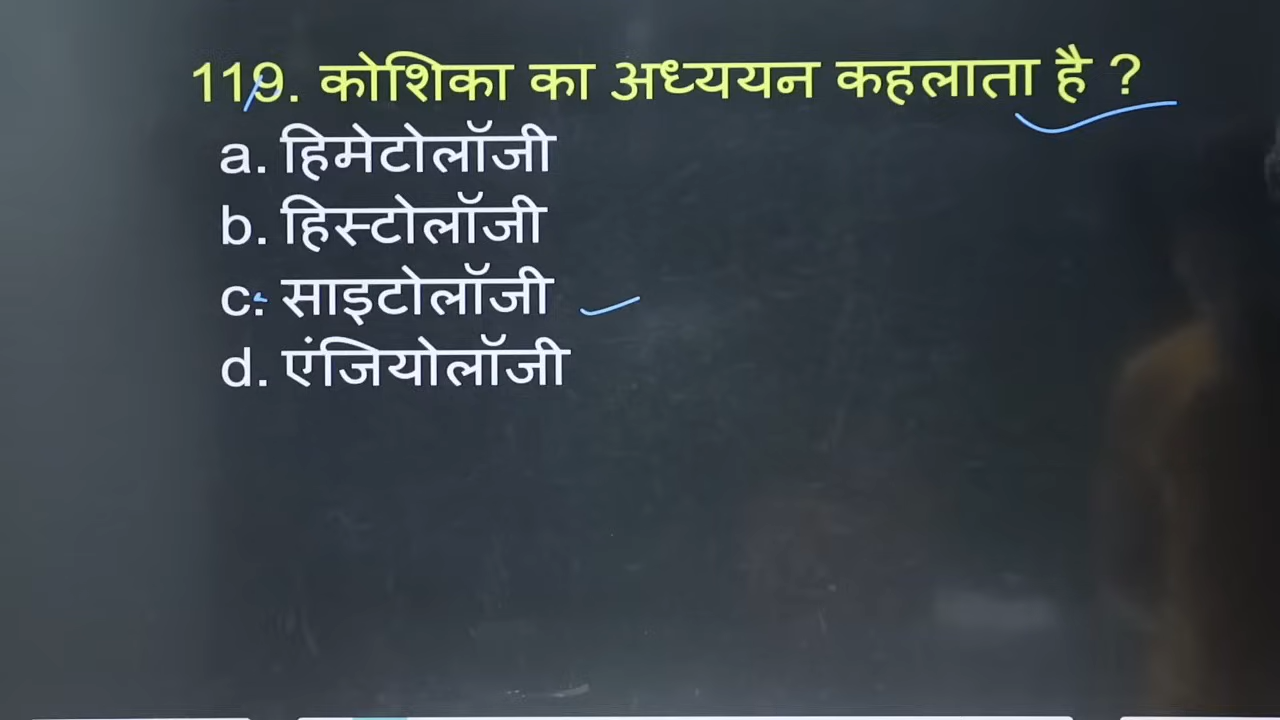 119. कोशिका का अध्ययन कहलाता है ?
a. हिमेटोलॉजी
b. हिस्टोलॉजी
c. साइटोलॉजी
d. एंजियोलॉजी